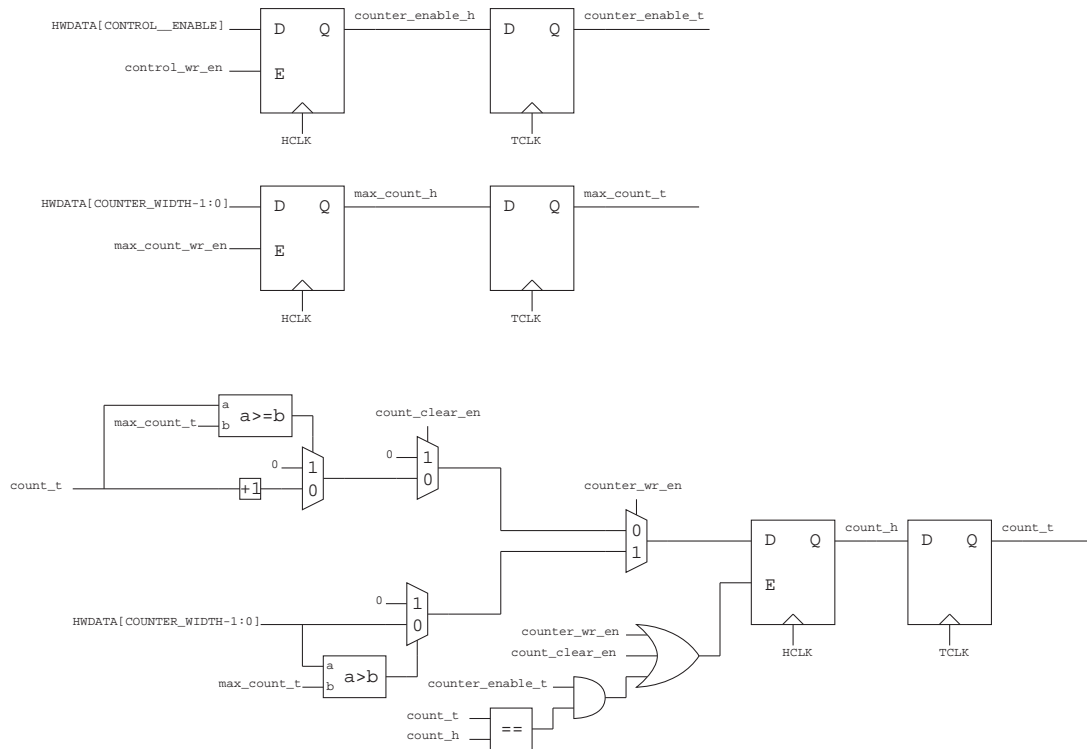 counter_enable_h counter_enable_t
HWDATA[CONTROL__ENABLE] D Q D Q
control_wr_en E
HCLK TCLK
max_count_h max_count_t
HWDATA[COUNTER_WIDTH-1:0] D Q D Q
max_count_wr_en E
HCLK TCLK
a a>=b count_clear_en
max_count_t b
0 1 0 1
count_t +1 0 0 counter_wr_en
0 count_h count_t
1 D Q D Q
0 1 E
HWDATA[COUNTER_WIDTH-1:0] 0
counter_wr_en HCLK TCLK
count_clear_en
a a>b
max_count_t b counter_enable_t
count_t ==
count_h